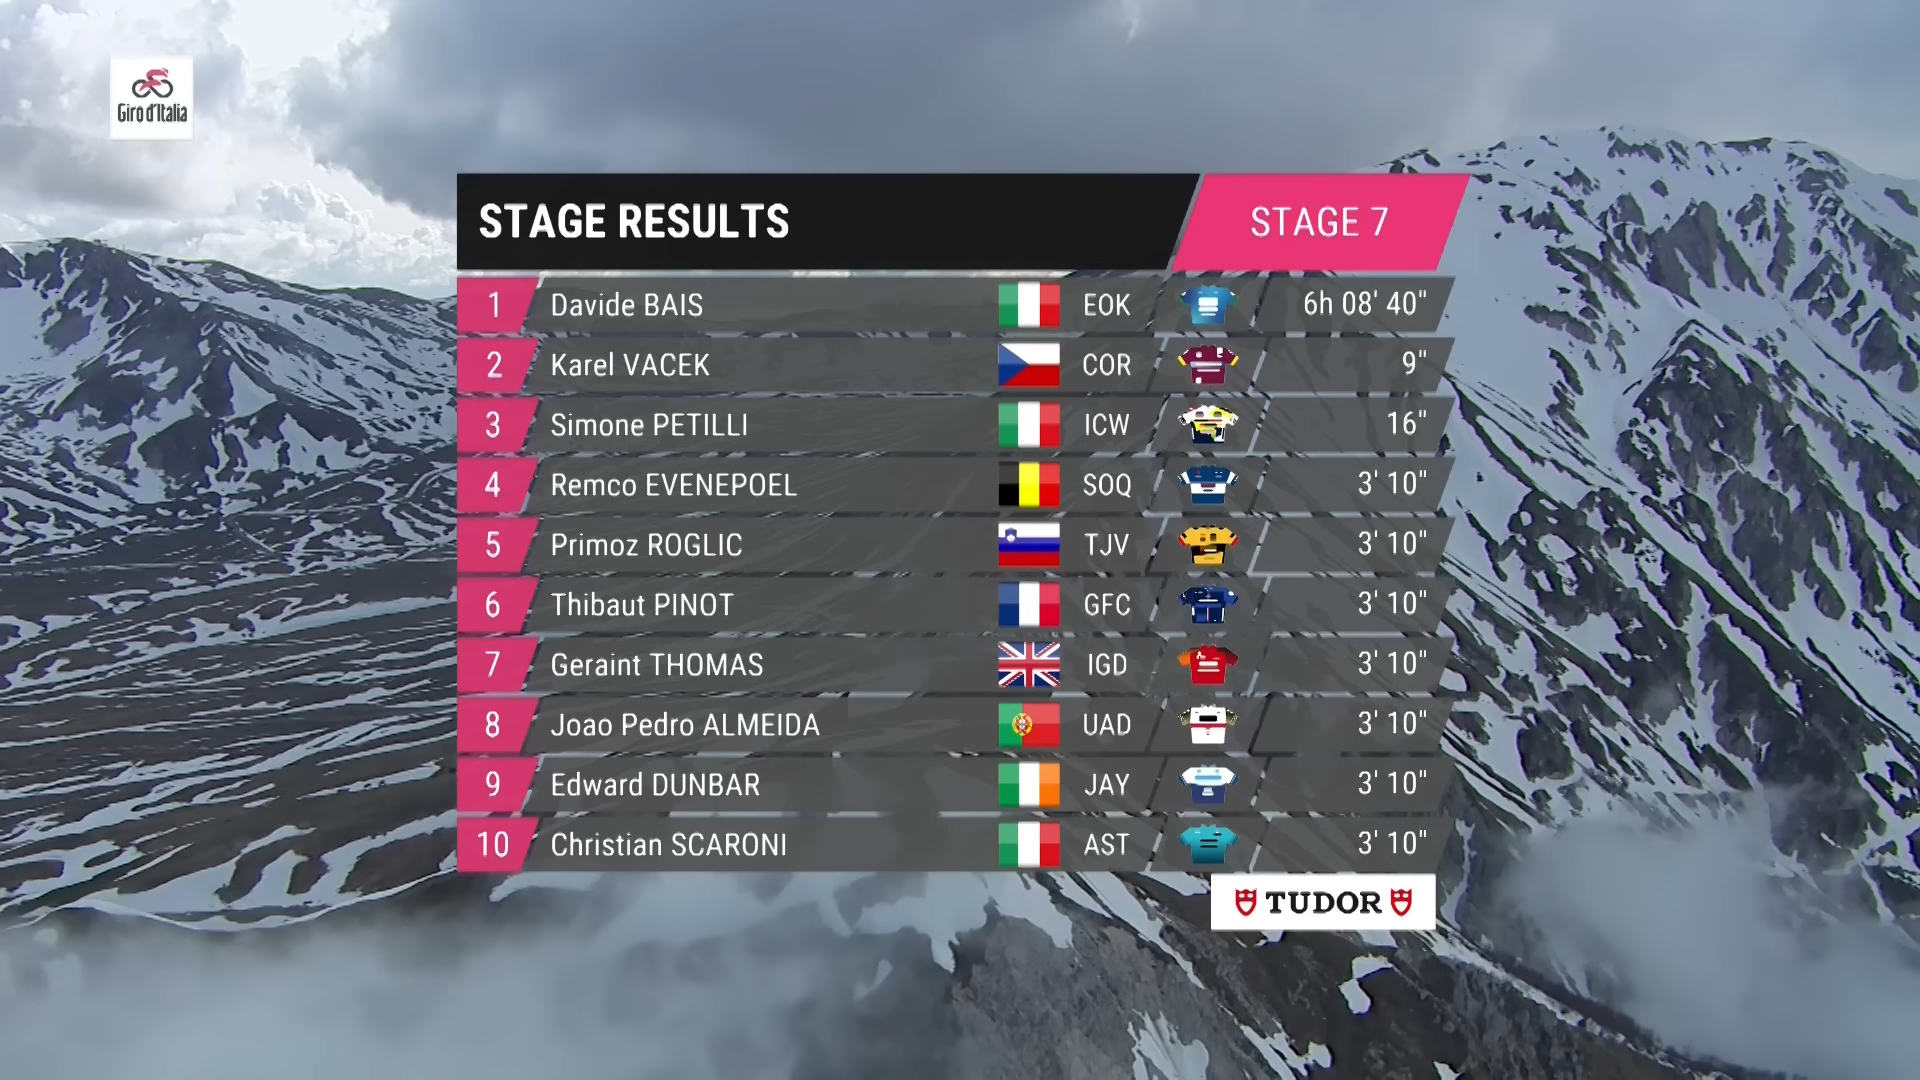 Giro d'Italia
STAGE RESULTS STAGE 7
1 Davide BAIS EOK 6h 08' 40"
2 Karel VACEK COR 9"
3 Simone PETILLI ICW 16"
4 Remco EVENEPOEL SOQ 3' 10"
5 Primoz ROGLIC TJV 3' 10"
6 Thibaut PINOT GFC 3' 10"
7 Geraint THOMAS IGD 3' 10"
8 Joao Pedro ALMEIDA UAD 3' 10"
9 Edward DUNBAR JAY 3' 10"
10 Christian SCARONI AST 3' 10"
TUDOR